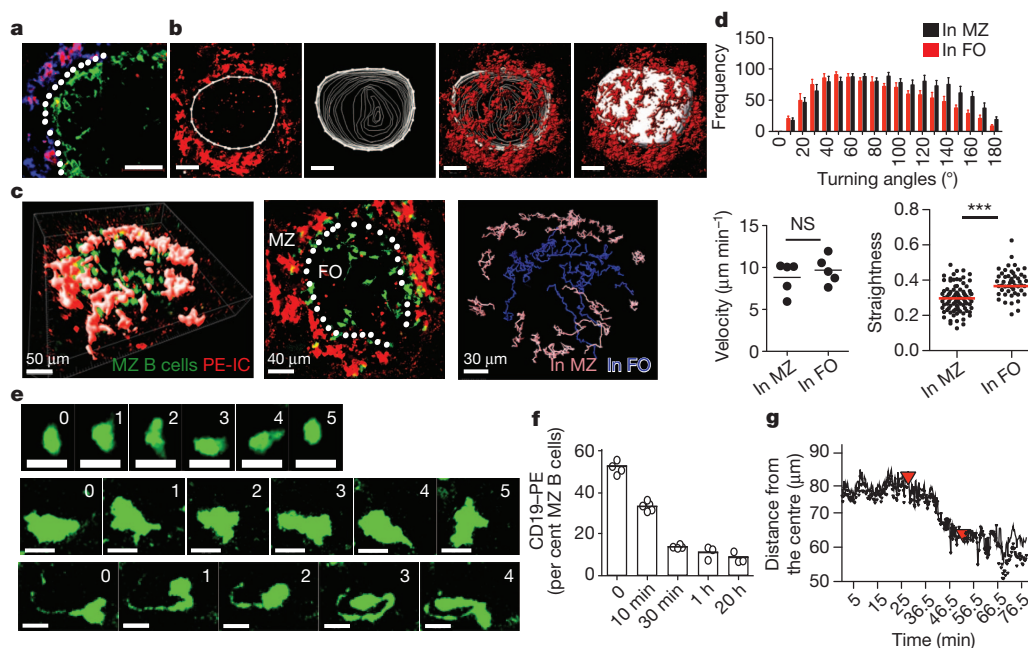 a
b
c
50 μm
MZ B cells PE-IC
MZ
FO
40 μm
30 μm
In MZ In FO
d
In MZ
In FO
Frequency
150
100
50
0
0 20 40 60 80 100 120 140 160 180
Turning angles (°)
Velocity (μm min⁻¹)
15
10
5
0
NS
In MZ In FO
Straightness
0.8
0.6
0.4
0.2
0.0
***
In MZ In FO
e
0 1 2 3 4 5
0 1 2 3 4 5
0 1 2 3 4
f
CD19–PE
(per cent MZ B cells)
60
40
20
0
0 10 min 30 min 1 h 20 h
g
Distance from
the centre (μm)
90
80
70
60
50
5 15 25 36.5 46.5 56.5 66.5 76.5
Time (min)